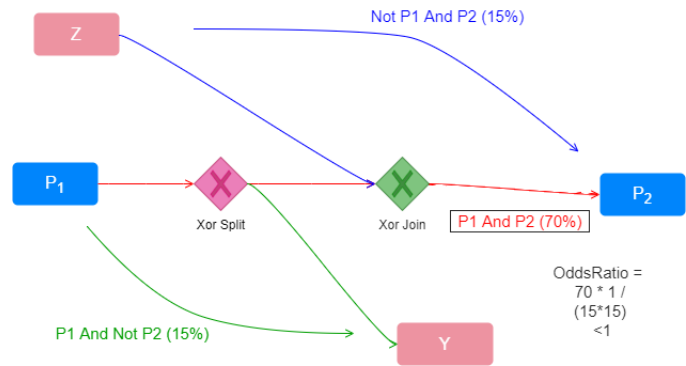 Not P1 And P2 (15%)
Z
P1
P2
Xor Split
Xor Join
P1 And P2 (70%)
OddsRatio =
70 * 1 /
(15*15)
<1
P1 And Not P2 (15%)
Y